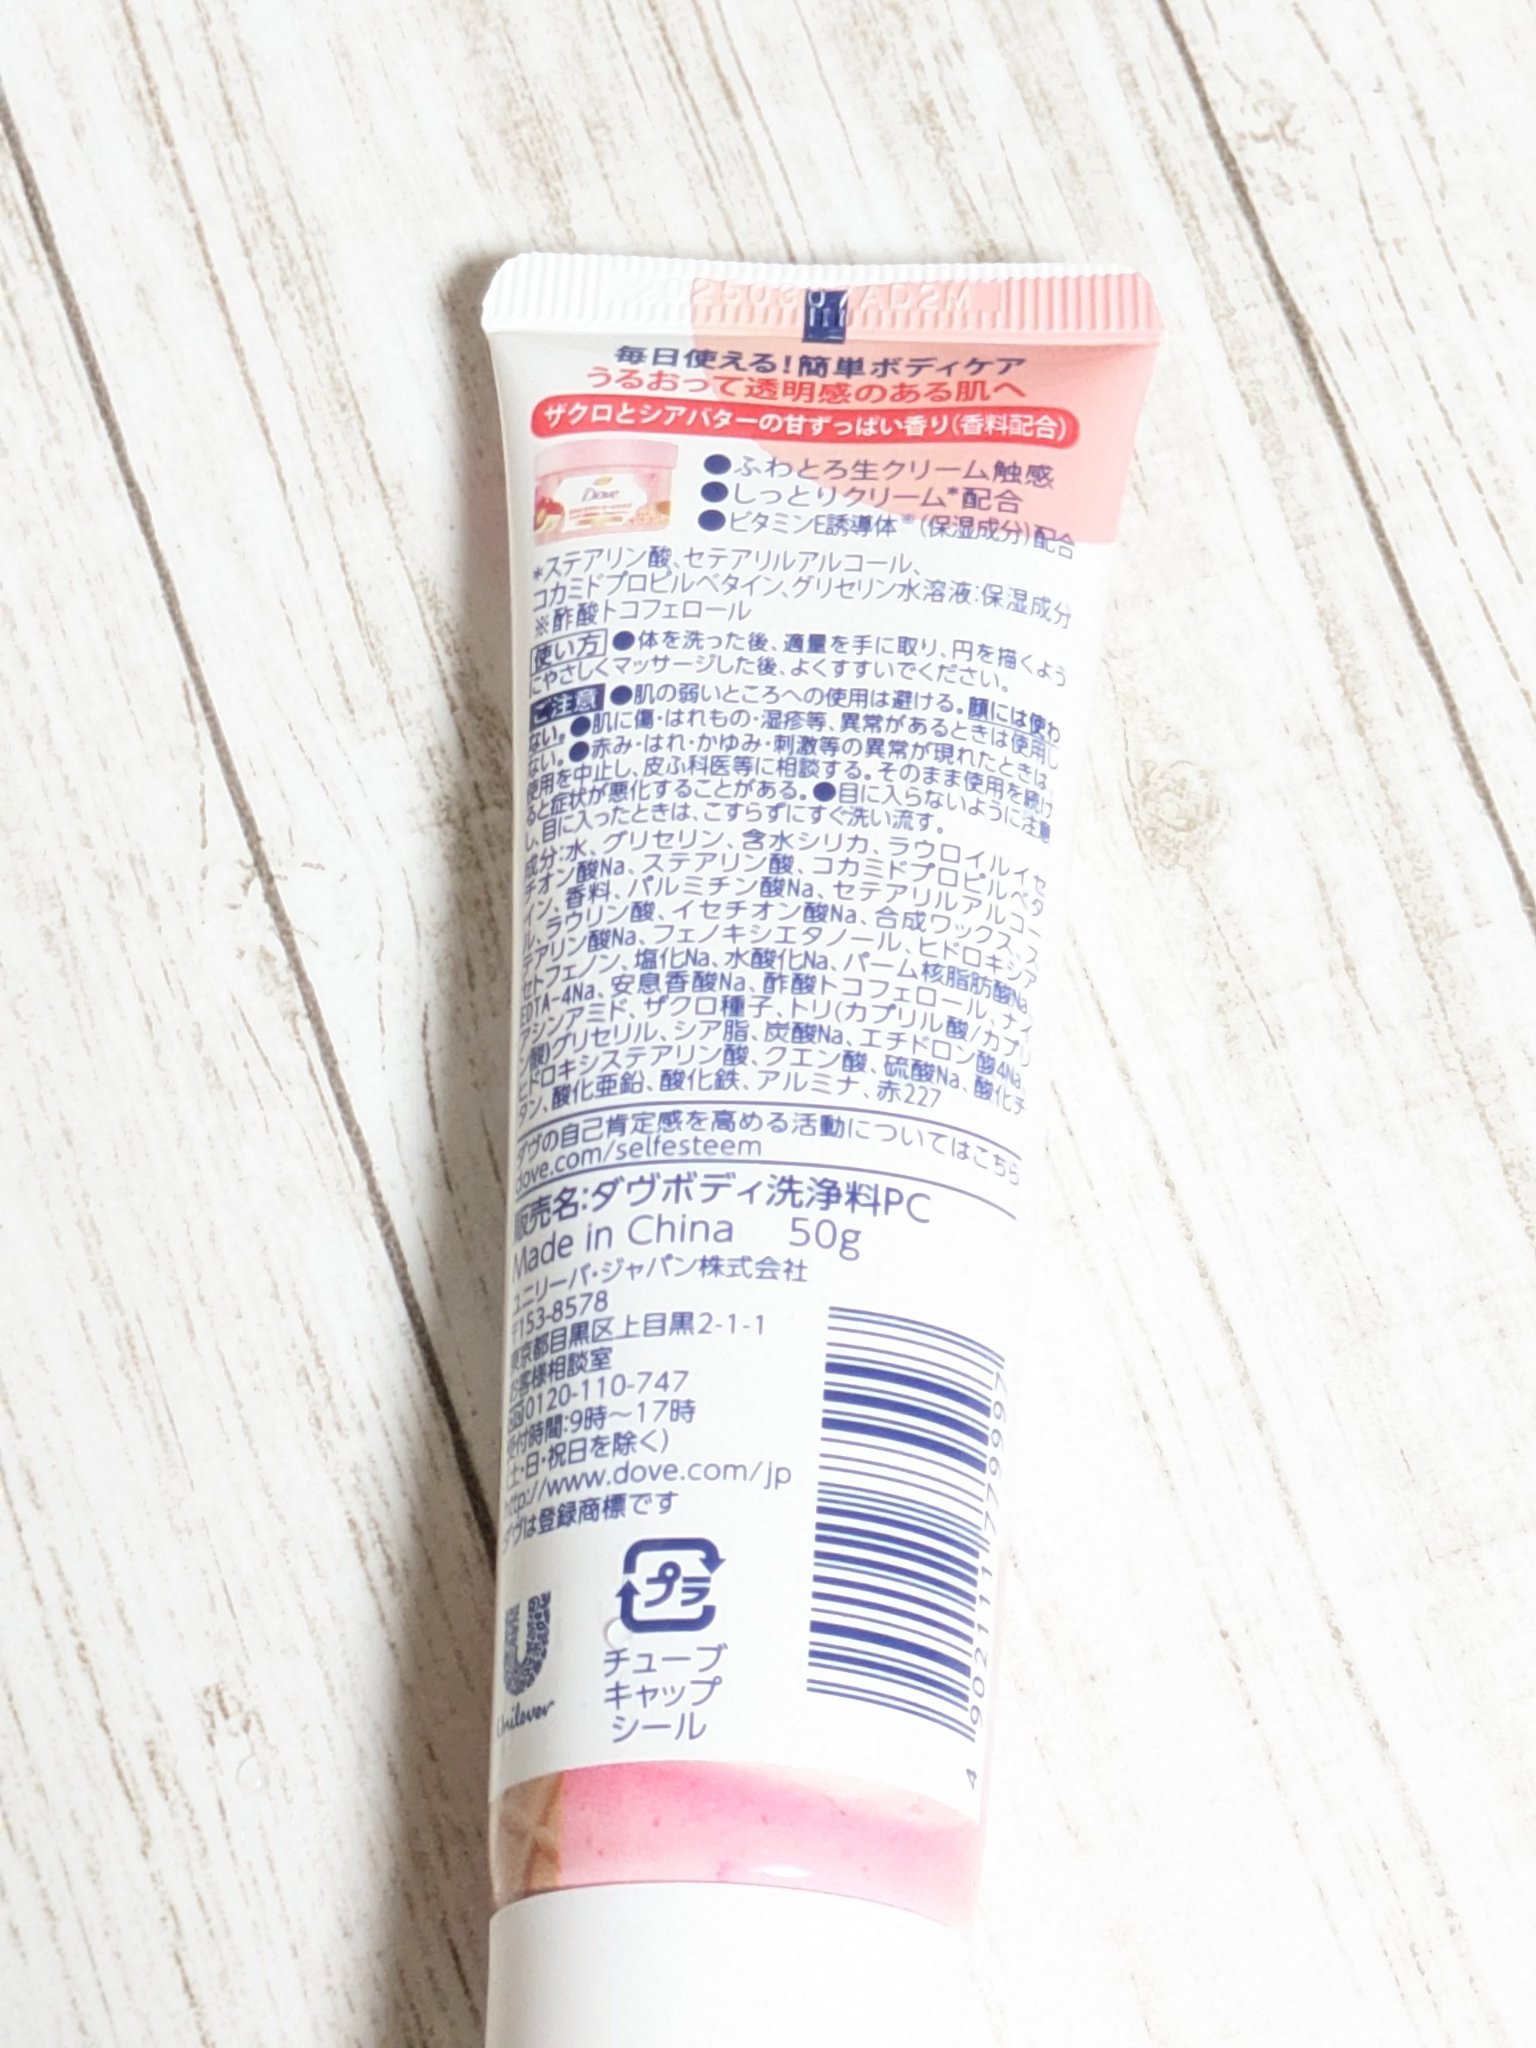 毎日使える!簡単ボディケア
うるおって透明感のある肌へ
ザクロとシアバターの甘ずっぱい香り(香料配合)
Dove
●ふわとろ生クリーム触感
●しっとりクリーム*配合
●ビタミンE誘導体※(保湿成分)配合
*ステアリン酸、セテアリルアルコール、
コカミドプロピルベタイン、グリセリン水溶液:保湿成分
※酢酸トコフェロール
使い方 ●体を洗った後、適量を手に取り、円を描くよう
にやさしくマッサージした後、よくすすいでください。
ご注意 ●肌の弱いところへの使用は避ける。顔には使わ
ない。●肌に傷・はれもの・湿疹等、異常があるときは使用し
ない。●赤み・はれ・かゆみ・刺激等の異常が現れたときは、
使用を中止し、皮ふ科医等に相談する。そのまま使用を続け
ると症状が悪化することがある。●目に入らないように注意
し、目に入ったときは、こすらずにすぐ洗い流す。
成分:水、グリセリン、含水シリカ、ラウロイルイセ
チオン酸Na、ステアリン酸、コカミドプロピルベタ
イン、香料、パルミチン酸Na、セテアリルアルコー
ル、ラウリン酸、イセチオン酸Na、合成ワックス、ス
テアリン酸Na、フェノキシエタノール、ヒドロキシア
セトフェノン、塩化Na、水酸化Na、パーム核脂肪酸Na、
EDTA-4Na、安息香酸Na、酢酸トコフェロール、ナイ
アシンアミド、ザクロ種子、トリ(カプリル酸/カプリ
ン酸)グリセリル、シア脂、炭酸Na、エチドロン酸4Na、
ヒドロキシステアリン酸、クエン酸、硫酸Na、酸化チ
タン、酸化亜鉛、酸化鉄、アルミナ、赤227
ダヴの自己肯定感を高める活動についてはこちら
dove.com/selfesteem
販売名:ダヴボディ洗浄料PC
Made in China 50g
ユニリーバ・ジャパン株式会社
〒153-8578
東京都目黒区上目黒2-1-1
お客様相談室
0120-110-747
受付時間:9時〜17時
(土・日・祝日を除く)
http://www.dove.com/jp
ダヴは登録商標です
プラ
チューブ
キャップ
シール
Unilever
4 902111 779997